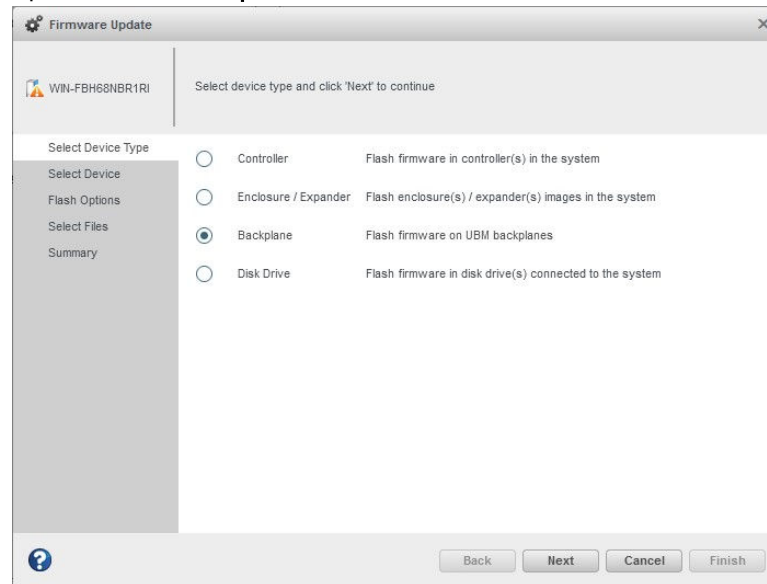 Firmware Update
WIN-FBH68NBR1RI
Select device type and click 'Next' to continue
Select Device Type
Select Device
Flash Options
Select Files
Summary
Controller Flash firmware in controller(s) in the system
Enclosure / Expander Flash enclosure(s) / expander(s) images in the system
Backplane Flash firmware on UBM backplanes
Disk Drive Flash firmware in disk drive(s) connected to the system
Back Next Cancel Finish